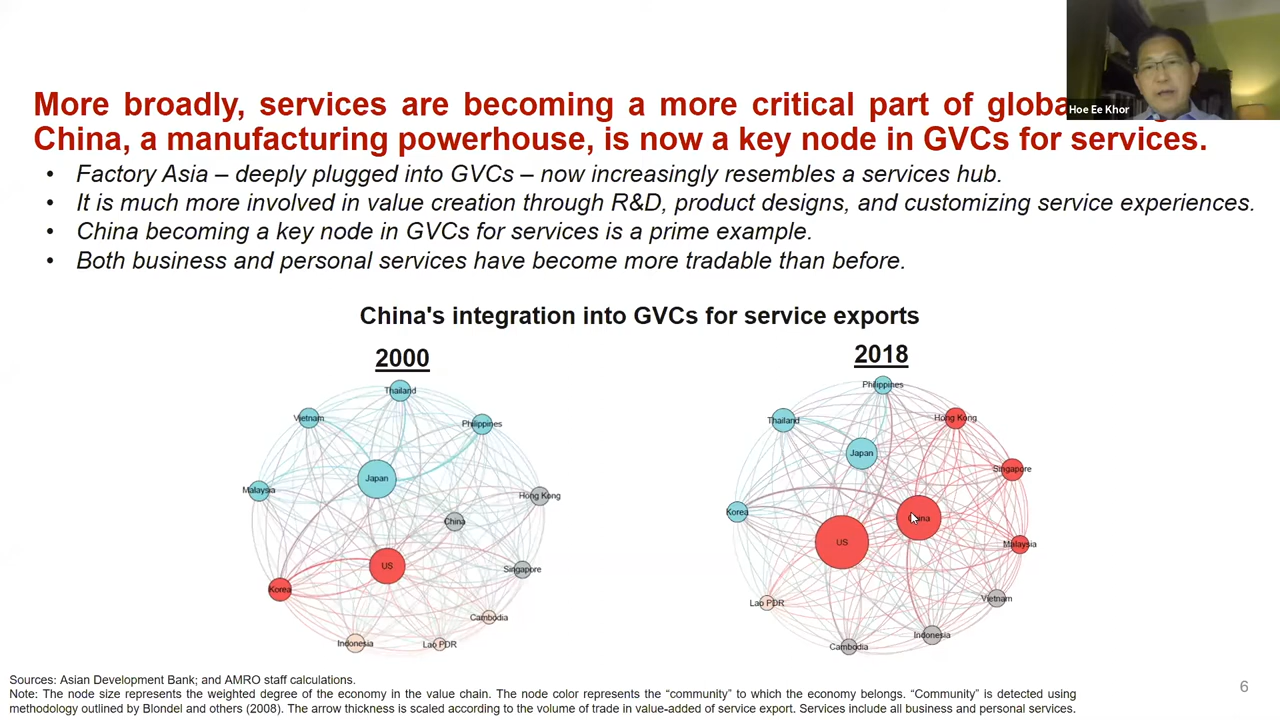 More broadly, services are becoming a more critical part of
China, a manufacturing powerhouse, is now a key node in GVCs for services.
Hoe Ee Khor
• Factory Asia – deeply plugged into GVCs – now increasingly resembles a services hub.
• It is much more involved in value creation through R&D, product designs, and customizing service experiences.
• China becoming a key node in GVCs for services is a prime example.
• Both business and personal services have become more tradable than before.
China's integration into GVCs for service exports
2000
Thailand
Vietnam
Philippines
Japan
Malaysia
Hong Kong
China
US
Singapore
Korea
Cambodia
Indonesia
Lao PDR
2018
Philippines
Thailand
Hong Kong
Japan
Singapore
Korea
US
Malaysia
Lao PDR
Vietnam
Indonesia
Cambodia
Sources: Asian Development Bank; and AMRO staff calculations.
Note: The node size represents the weighted degree of the economy in the value chain. The node color represents the “community” to which the economy belongs. “Community” is detected using
methodology outlined by Blondel and others (2008). The arrow thickness is scaled according to the volume of trade in value-added of service export. Services include all business and personal services.
6